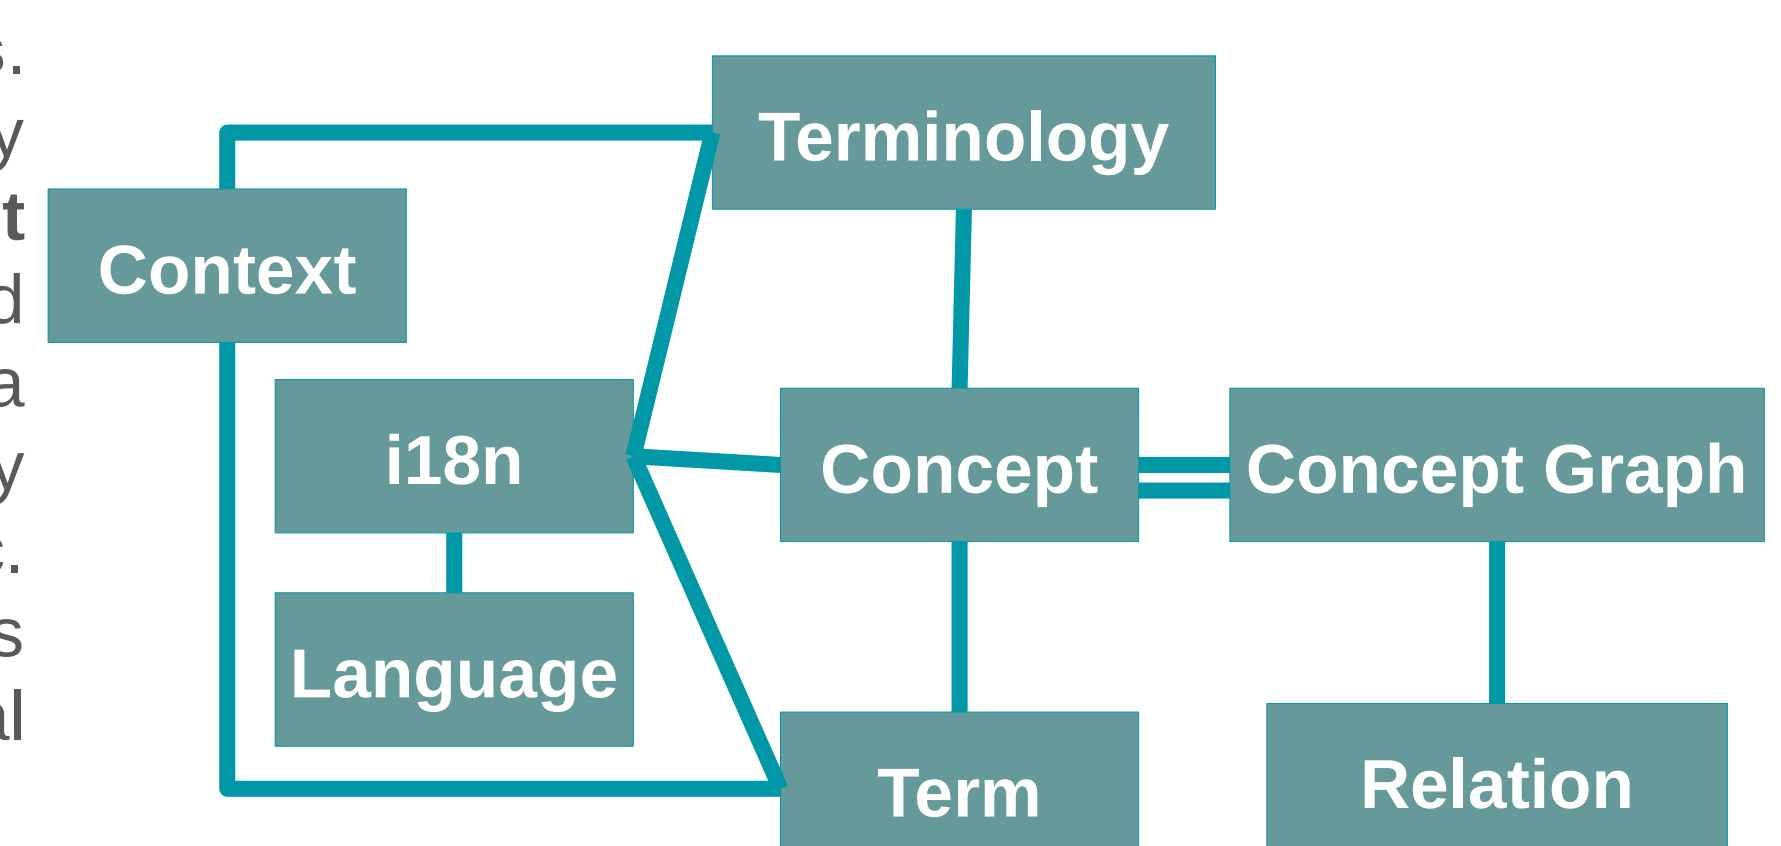 Terminology
Context
i18n
Concept
Concept Graph
Language
Term
Relation